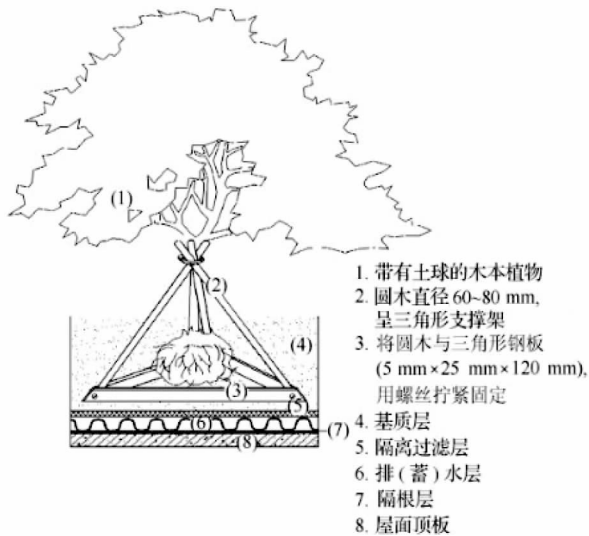 (1)
(2)
(4)
(3)
(5)
(6)
(7)
(8)
1. 带有土球的木本植物
2. 圆木直径 60~80 mm,
呈三角形支撑架
3. 将圆木与三角形钢板
(5 mm×25 mm×120 mm),
用螺丝拧紧固定
4. 基质层
5. 隔离过滤层
6. 排(蓄)水层
7. 隔根层
8. 屋面顶板